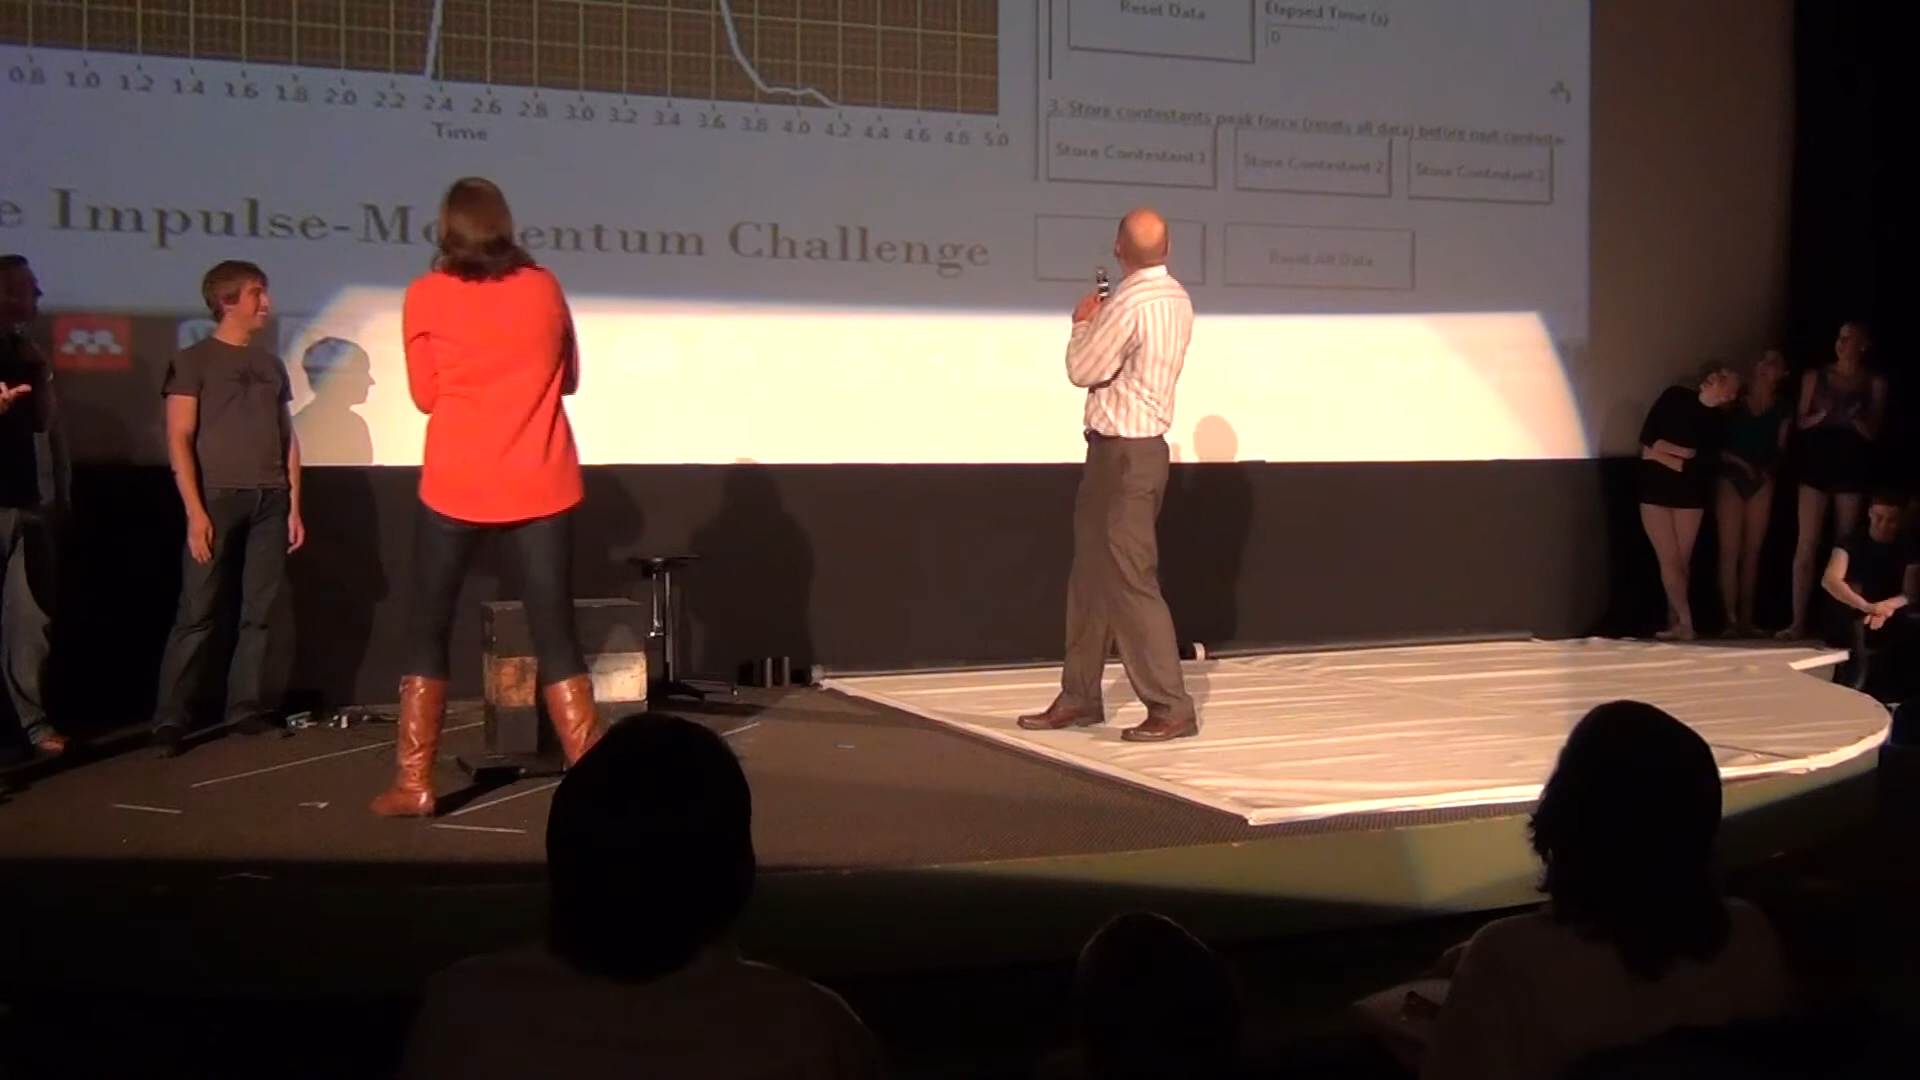 Reset Data
Elapsed Time (s)
0
0.8 1.0 1.2 1.4 1.6 1.8 2.0 2.2 2.4 2.6 2.8 3.0 3.2 3.4 3.6 3.8 4.0 4.2 4.4 4.6 4.8 5.0
Time
3. Store contestants peak force (resets all data) before next
Store Contestant 1
Store Contestant 2
Store Contestant 3
e Impulse-Mo entum Challenge
Reset All Data